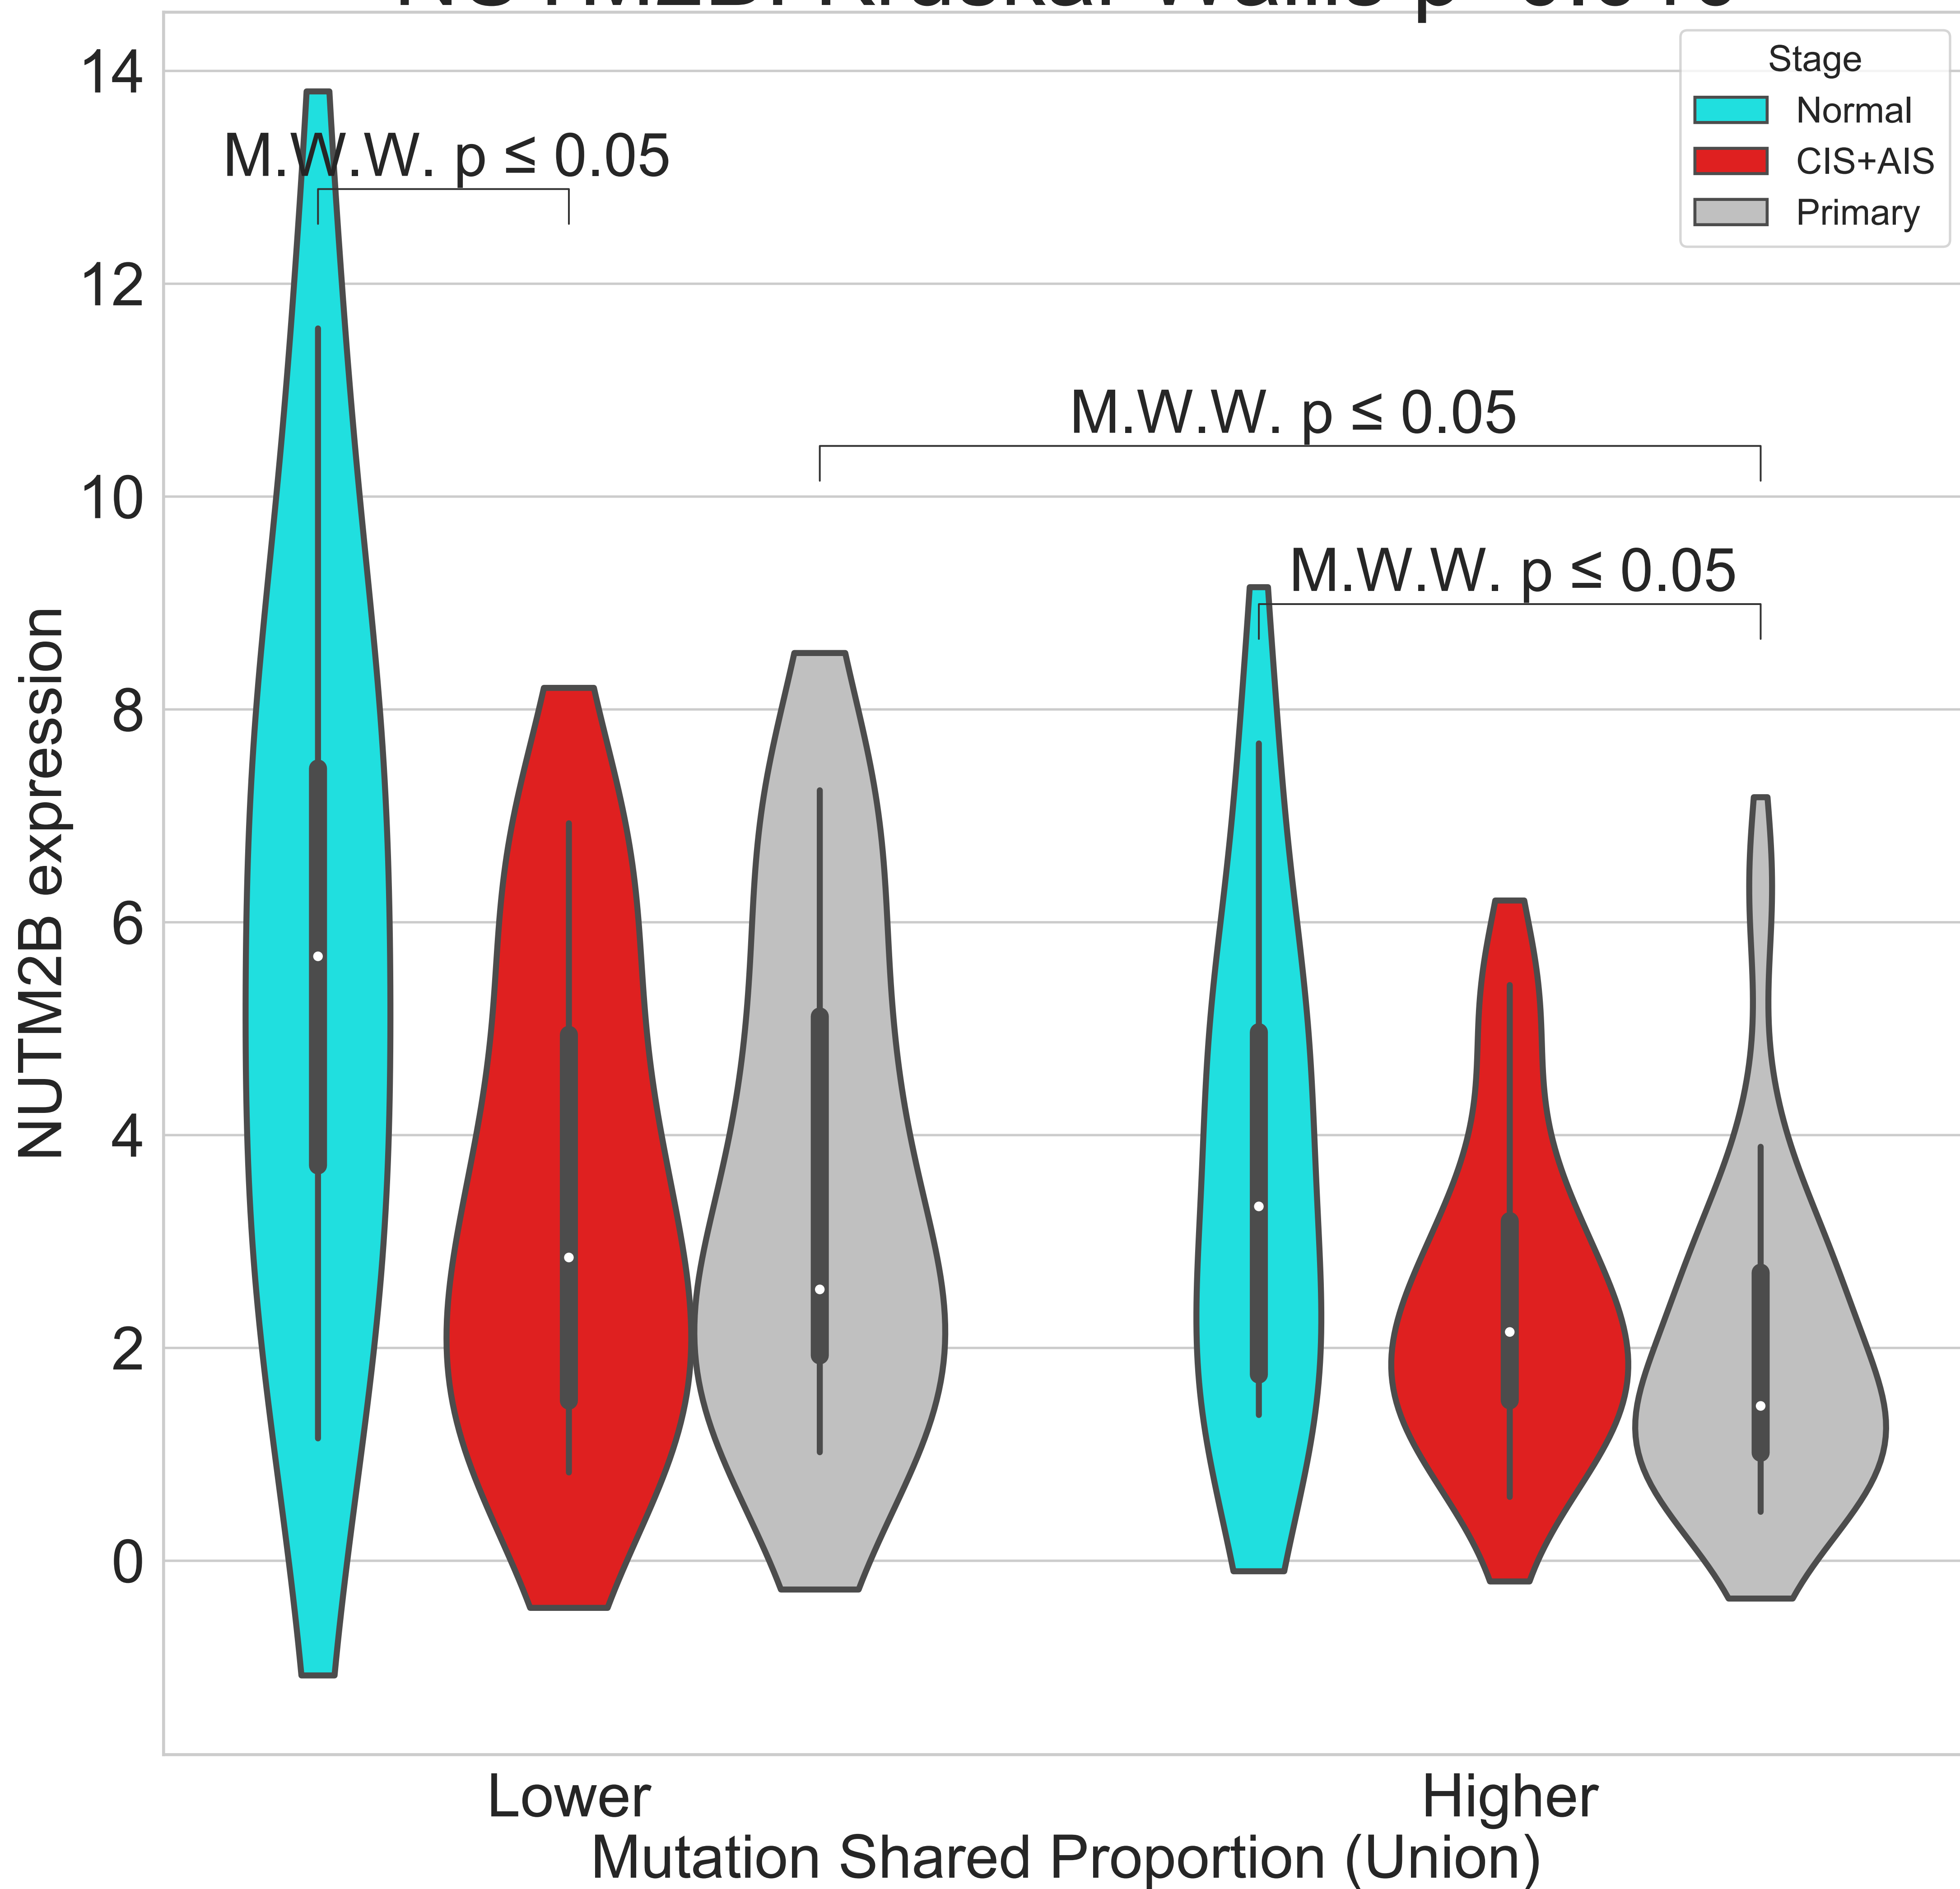 Stage
Normal
CIS+AIS
Primary
14
12
10
8
6
4
2
0
NUTM2B expression
M.W.W. p ≤ 0.05
M.W.W. p ≤ 0.05
M.W.W. p ≤ 0.05
Lower
Higher
Mutation Shared Proportion (Union)